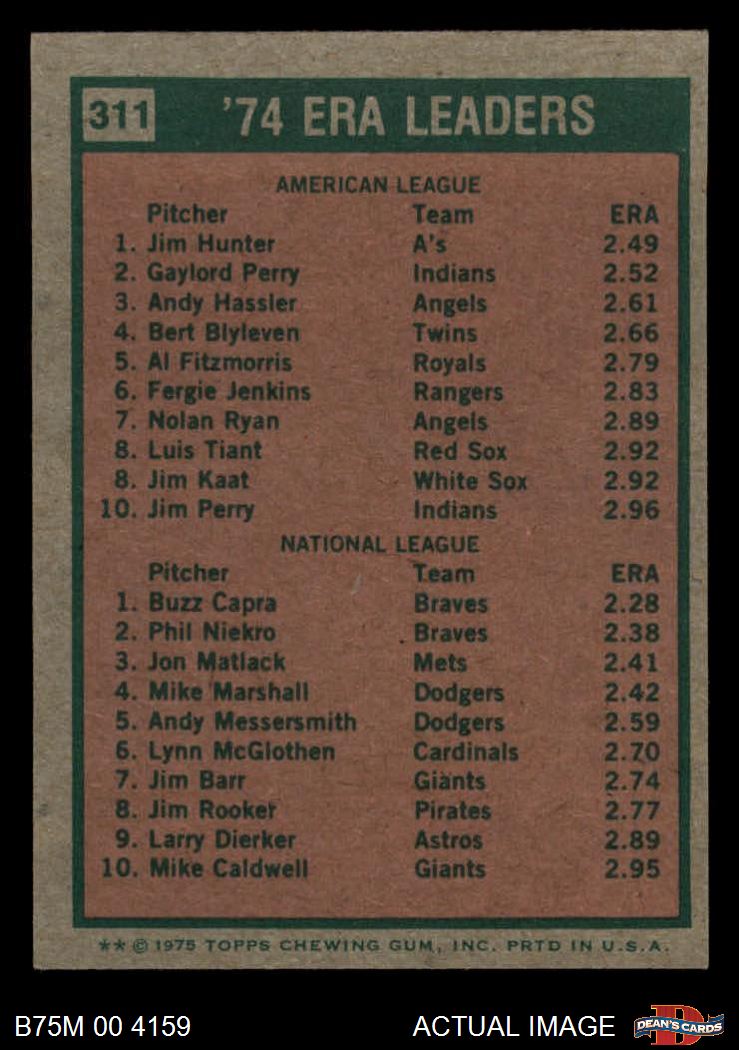 311 '74 ERA LEADERS
AMERICAN LEAGUE
Pitcher Team ERA
1. Jim Hunter A's 2.49
2. Gaylord Perry Indians 2.52
3. Andy Hassler Angels 2.61
4. Bert Blyleven Twins 2.66
5. Al Fitzmorris Royals 2.79
6. Fergie Jenkins Rangers 2.83
7. Nolan Ryan Angels 2.89
8. Luis Tiant Red Sox 2.92
8. Jim Kaat White Sox 2.92
10. Jim Perry Indians 2.96
NATIONAL LEAGUE
Pitcher Team ERA
1. Buzz Capra Braves 2.28
2. Phil Niekro Braves 2.38
3. Jon Matlack Mets 2.41
4. Mike Marshall Dodgers 2.42
5. Andy Messersmith Dodgers 2.59
6. Lynn McGlothen Cardinals 2.70
7. Jim Barr Giants 2.74
8. Jim Rooker Pirates 2.77
9. Larry Dierker Astros 2.89
10. Mike Caldwell Giants 2.95
** © 1975 TOPPS CHEWING GUM, INC. PRTD IN U.S.A.
B75M 00 4159 ACTUAL IMAGE D DEAN'S CARDS